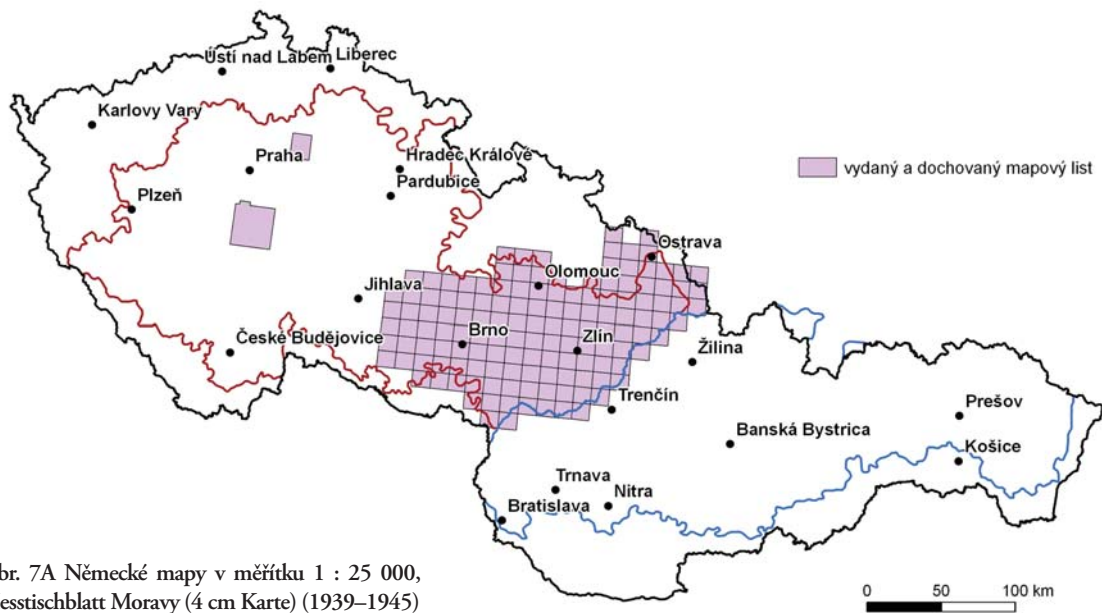 Ústí nad Labem
Liberec
Karlovy Vary
Praha
Hradec Králové
Pardubice
vydaný a dochovaný mapový list
Plzeň
Ostrava
Olomouc
Jihlava
Brno
Zlín
České Budějovice
Žilina
Trenčín
Prešov
Banská Bystrica
Košice
Trnava
Nitra
Bratislava
br. 7A Německé mapy v měřítku 1 : 25 000,
esstischblatt Moravy (4 cm Karte) (1939–1945)
0 50 100 km